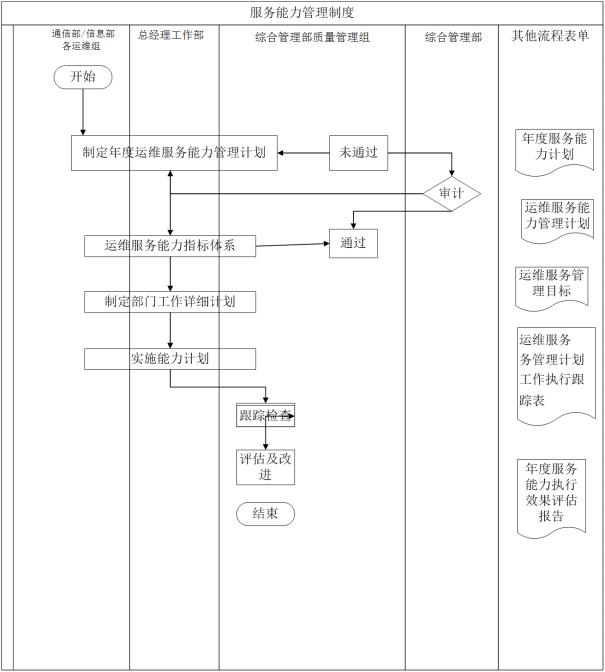 服务能力管理制度
通信部/信息部
各运维组
总经理工作部
综合管理部质量管理组
综合管理部
其他流程表单
开始
制定年度运维服务能力管理计划
未通过
年度服务能
力计划
审计
运维服务能
力管理计划
运维服务能力指标体系
通过
运维服务管
理目标
制定部门工作详细计划
实施能力计划
运维服务
务管理计划
工作执行跟
踪表
跟踪检查
评估及改
进
年度服务
能力执行
效果评估
报告
结束